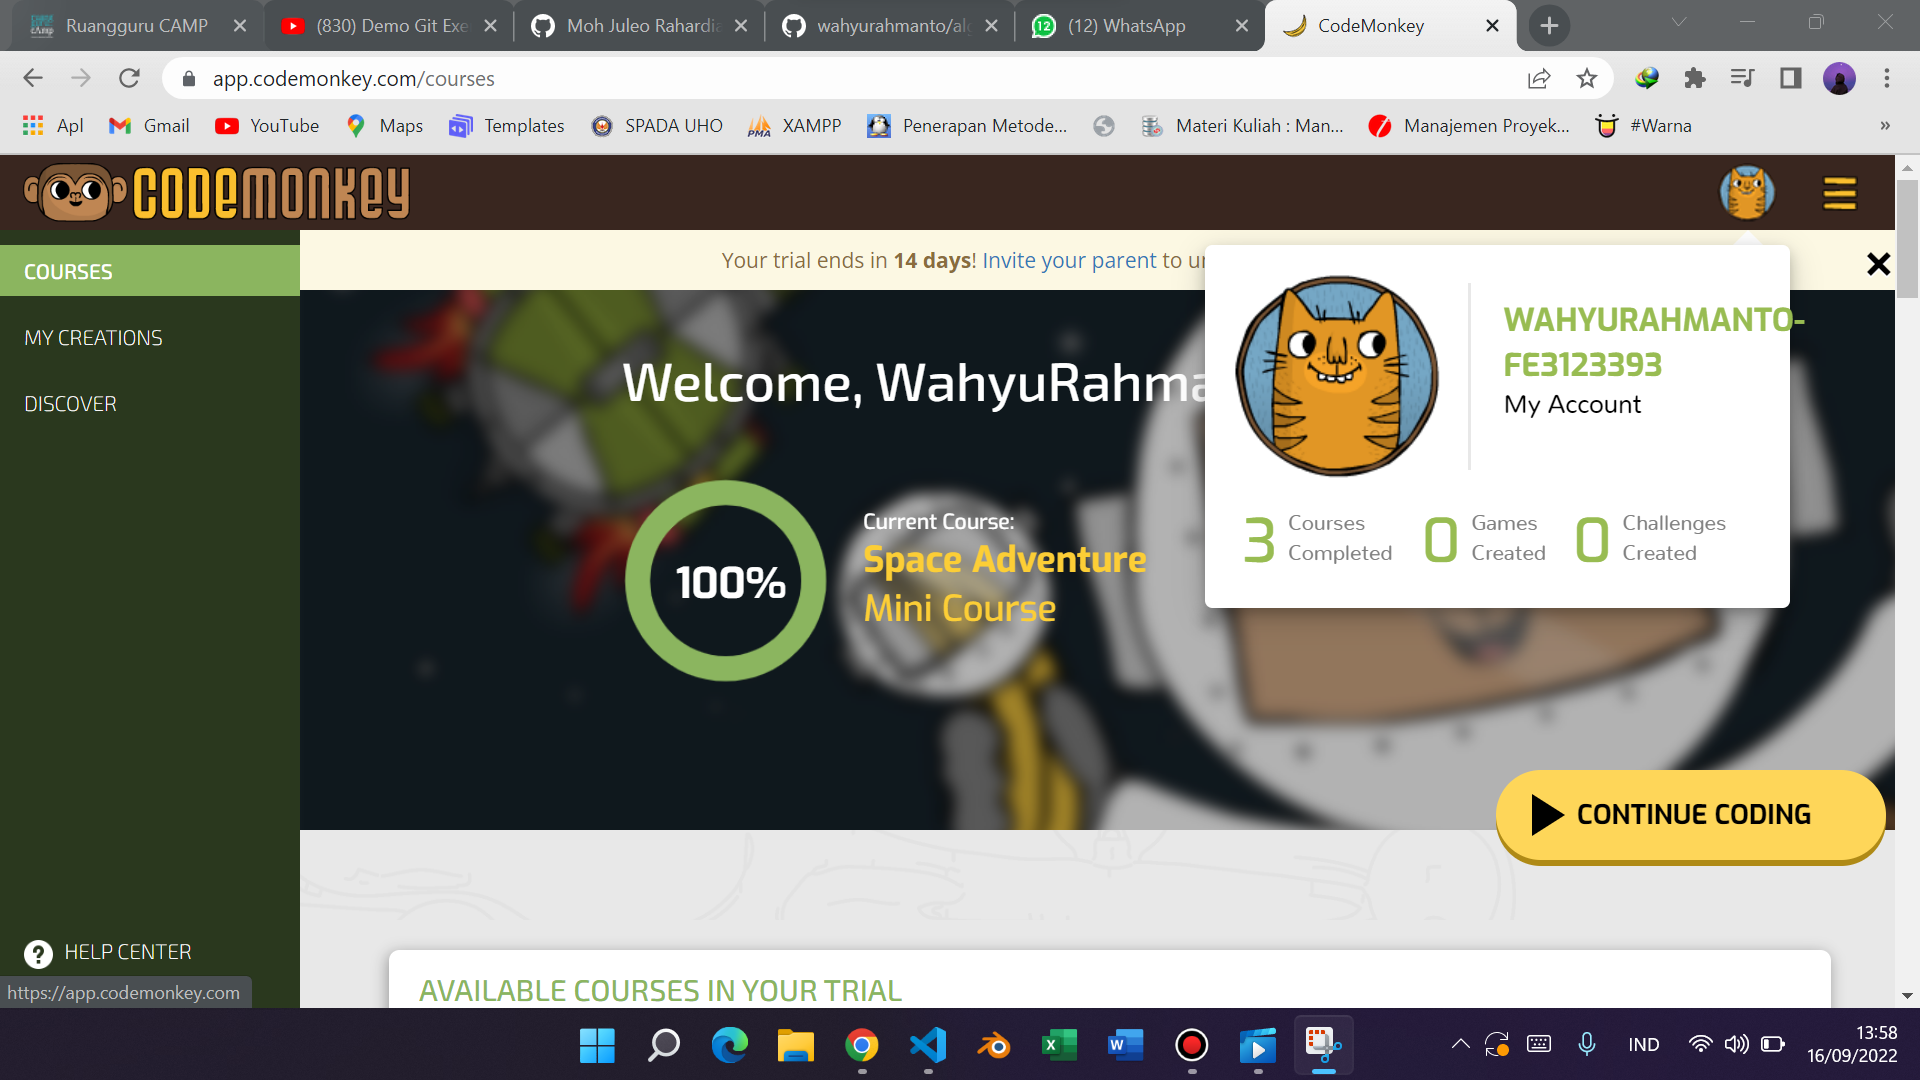 Ruangguru CAMP
(830) Demo Git Exe
Moh Juleo Rahardia
wahyurahmanto/alg
12
(12) WhatsApp
CodeMonkey
app.codemonkey.com/courses
Apl
Gmail
YouTube
Maps
Templates
SPADA UHO
PMA
XAMPP
Penerapan Metode...
Materi Kuliah : Man...
Manajemen Proyek...
#Warna
»
CODEMONKEY
COURSES
MY CREATIONS
DISCOVER
? HELP CENTER
https://app.codemonkey.com
Your trial ends in 14 days! Invite your parent to
Welcome, WahyuRahma
100%
Current Course:
Space Adventure
Mini Course
WAHYURAHMANTO-
FE3123393
My Account
3 Courses Completed
0 Games Created
0 Challenges Created
CONTINUE CODING
AVAILABLE COURSES IN YOUR TRIAL
IND
13:58
16/09/2022